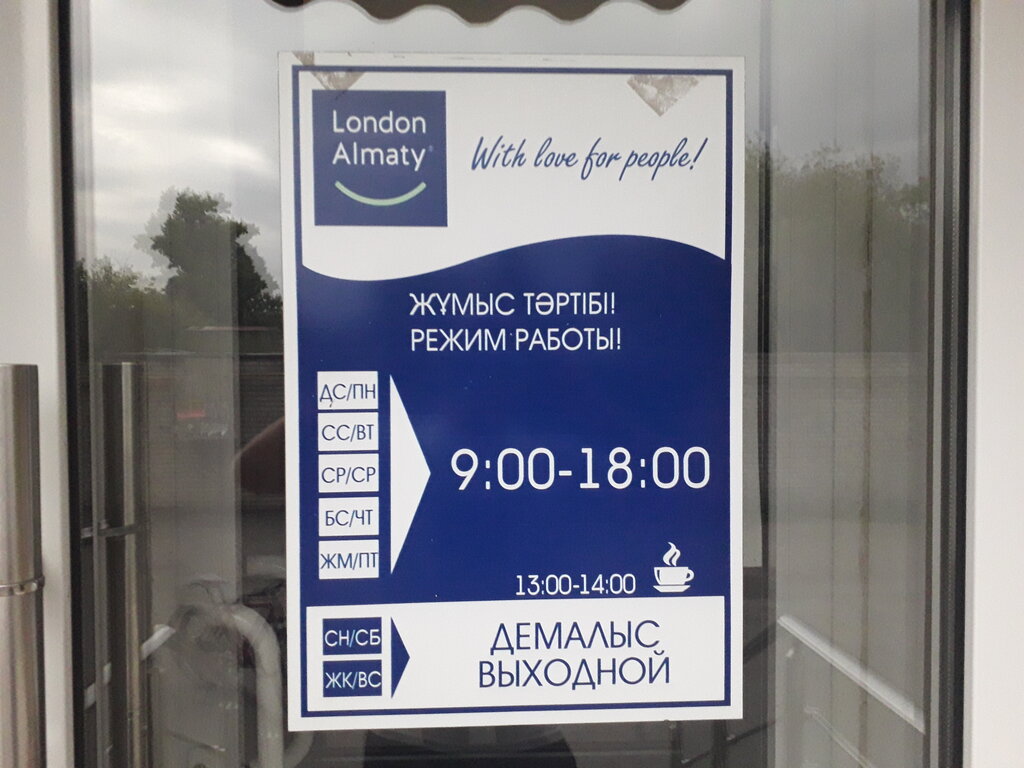 London
Almaty
With love for people!
ЖҰМЫС ТӘРТІБІ!
РЕЖИМ РАБОТЫ!
ДС/ПН
СС/ВТ
СР/СР
БС/ЧТ
ЖМ/ПТ
9:00-18:00
13:00-14:00
СН/СБ
ЖК/ВС
ДЕМАЛЫС
ВЫХОДНОЙ